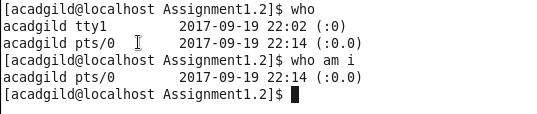 [acadgild@localhost Assignment1.2]$ who
acadgild tty1         2017-09-19 22:02 (:0)
acadgild pts/0        2017-09-19 22:14 (:0.0)
[acadgild@localhost Assignment1.2]$ who am i
acadgild pts/0        2017-09-19 22:14 (:0.0)
[acadgild@localhost Assignment1.2]$